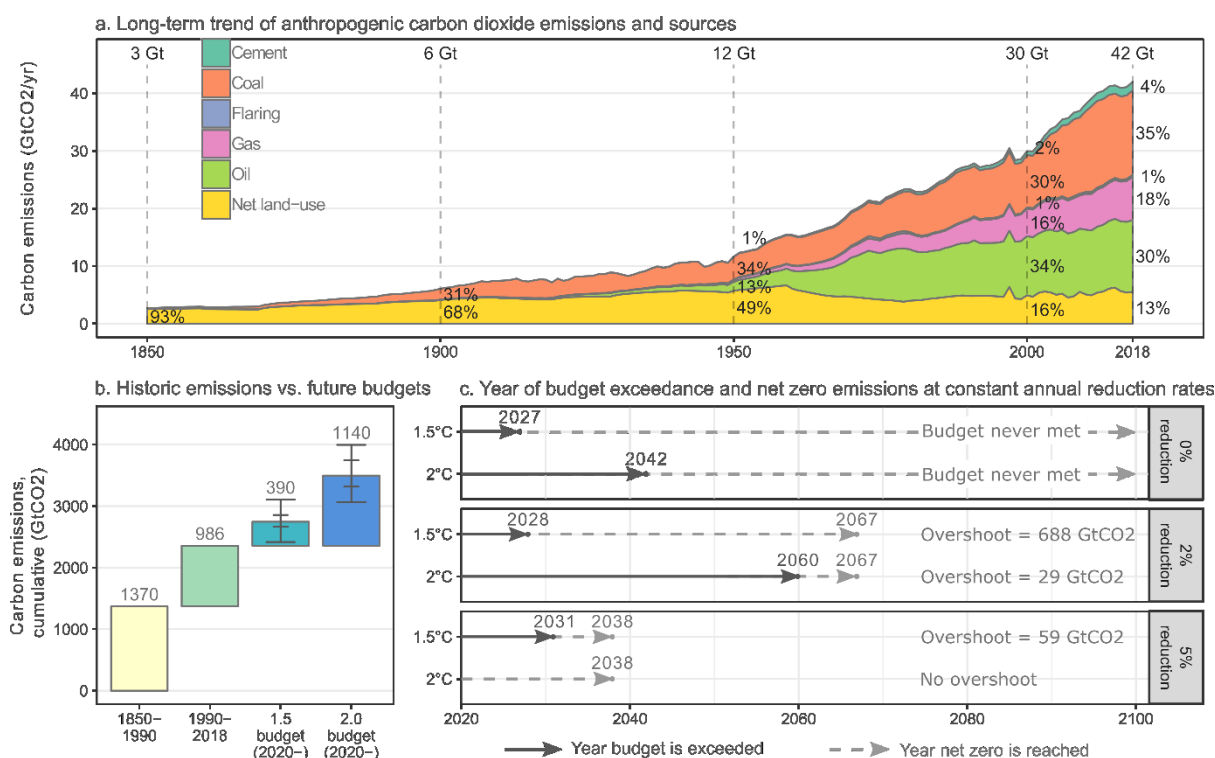 a. Long-term trend of anthropogenic carbon dioxide emissions and sources
3 Gt 6 Gt 12 Gt 30 Gt 42 Gt
Cement
Coal
Flaring
Gas
Oil
Net land-use
Carbon emissions (GtCO2/yr)
40
30
20
10
0
93%
31%
68%
1%
34%
13%
49%
2%
30%
1%
16%
34%
16%
4%
35%
1%
18%
30%
13%
1850 1900 1950 2000 2018
b. Historic emissions vs. future budgets
Carbon emissions,
cumulative (GtCO2)
4000
3000
2000
1000
0
1370
986
390
1140
1850-
1990
1990-
2018
1.5
budget
(2020-)
2.0
budget
(2020-)
c. Year of budget exceedance and net zero emissions at constant annual reduction rates
1.5°C 2027 Budget never met
2°C 2042 Budget never met
0%
reduction
1.5°C 2028 2067 Overshoot = 688 GtCO2
2°C 2060 2067 Overshoot = 29 GtCO2
2%
reduction
1.5°C 2031 2038 Overshoot = 59 GtCO2
2°C 2038 No overshoot
5%
reduction
2020 2040 2060 2080 2100
Year budget is exceeded Year net zero is reached